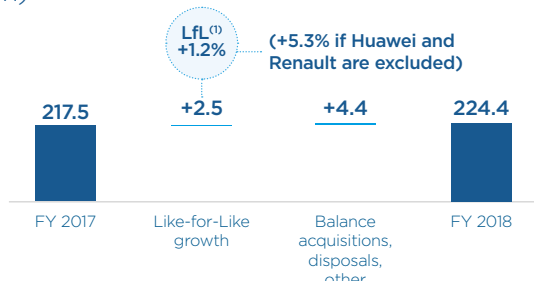 LfL(1)
+1.2%
(+5.3% if Huawei and
Renault are excluded)
217.5
+2.5
+4.4
224.4
FY 2017
Like-for-Like
growth
Balance
acquisitions,
disposals,
other
FY 2018